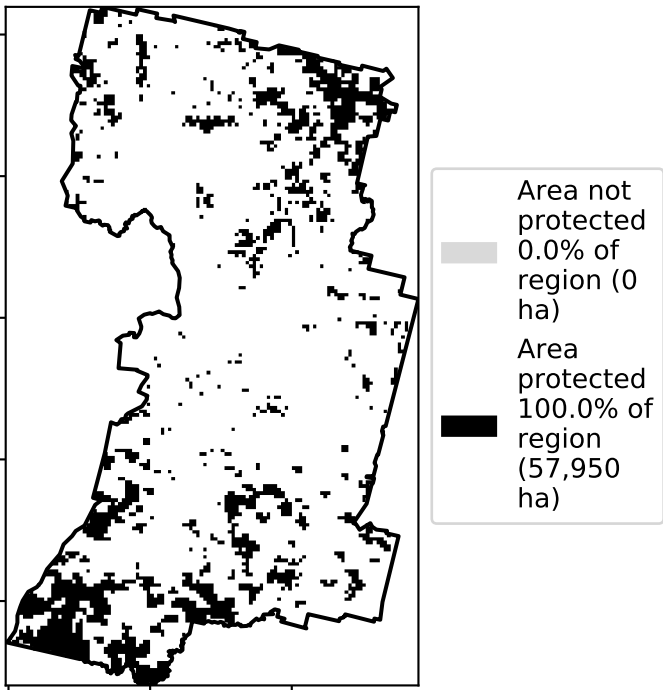 Area not
protected
0.0% of
region (0
ha)
Area
protected
100.0% of
region
(57,950
ha)